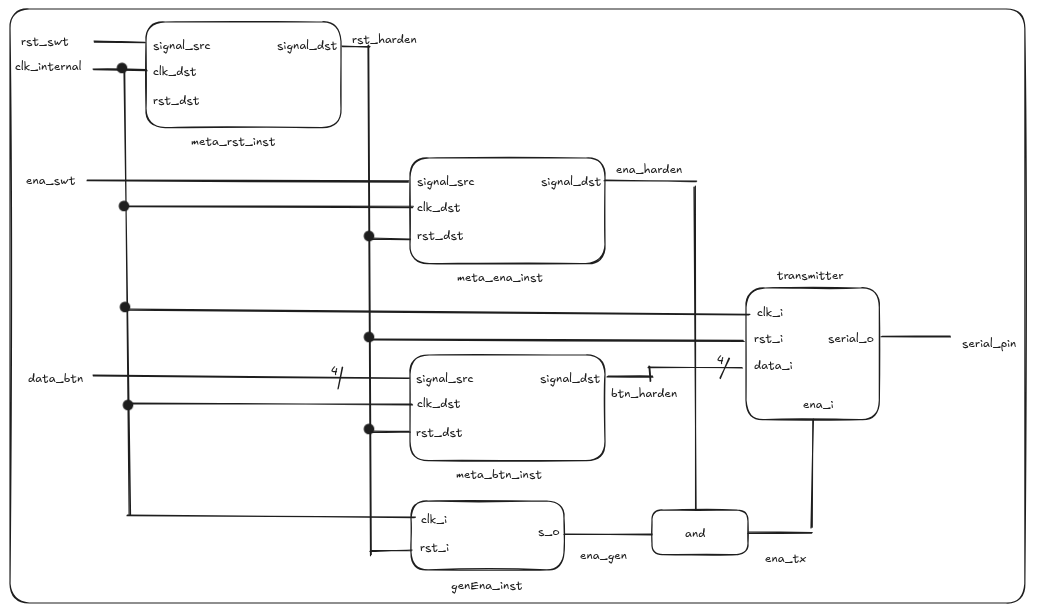 rst_swt
clk_internal
signal_src
signal_dst
clk_dst
rst_dst
meta_rst_inst
rst_harden
ena_swt
signal_src
signal_dst
clk_dst
rst_dst
meta_ena_inst
ena_harden
transmitter
clk_i
rst_i
serial_o
data_i
ena_i
serial_pin
data_btn
4
signal_src
signal_dst
clk_dst
rst_dst
meta_btn_inst
btn_harden
4
clk_i
s_o
rst_i
genEna_inst
ena_gen
and
ena_tx